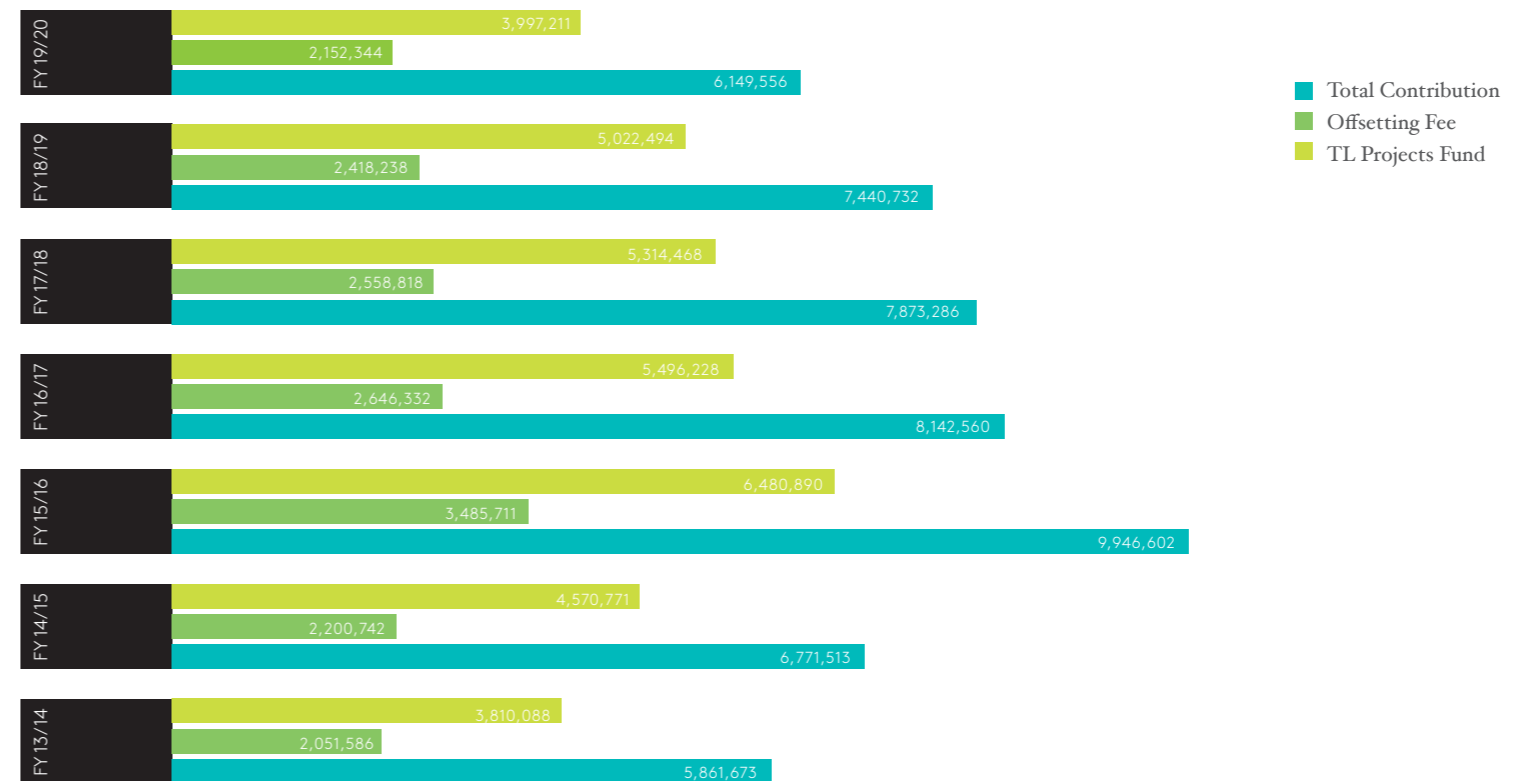 FY 19/20
3,997,211
2,152,344
6,149,556
Total Contribution
Offsetting Fee
TL Projects Fund
FY 18/19
5,022,494
2,418,238
7,440,732
FY 17/18
5,314,468
2,558,818
7,873,286
FY 16/17
5,496,228
2,646,332
8,142,560
FY 15/16
6,480,890
3,485,711
9,946,602
FY 14/15
4,570,771
2,200,742
6,771,513
FY 13/14
3,810,088
2,051,586
5,861,673